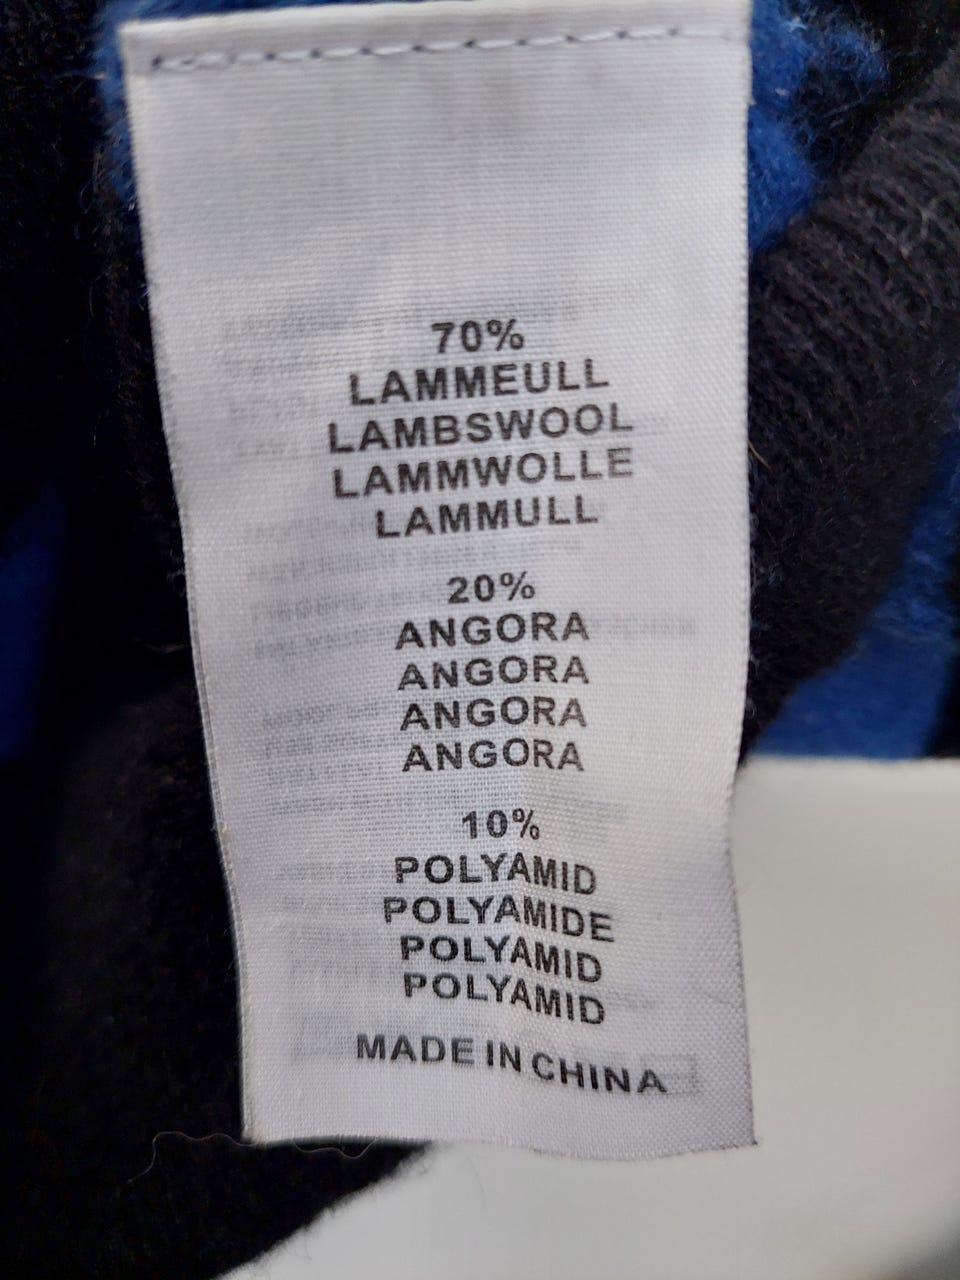 70%
LAMMEULL
LAMBSWOOL
LAMMWOLLE
LAMMULL
20%
ANGORA
ANGORA
ANGORA
ANGORA
10%
POLYAMID
POLYAMIDE
POLYAMID
POLYAMID
MADE IN CHINA